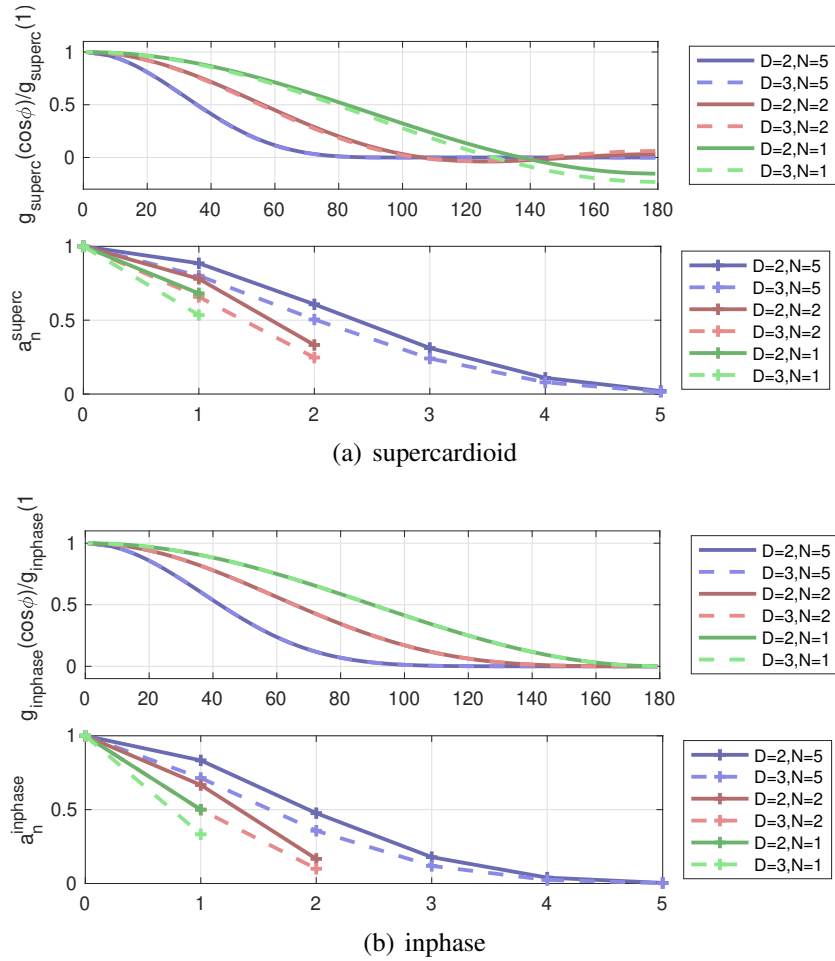 g_superc(cosϕ)/g_superc(1)
1
0.5
0
0 20 40 60 80 100 120 140 160 180
D=2,N=5
D=3,N=5
D=2,N=2
D=3,N=2
D=2,N=1
D=3,N=1
a_n^superc
1
0.5
0
0 1 2 3 4 5
D=2,N=5
D=3,N=5
D=2,N=2
D=3,N=2
D=2,N=1
D=3,N=1
(a) supercardioid
g_inphase(cosϕ)/g_inphase(1
1
0.5
0
0 20 40 60 80 100 120 140 160 180
D=2,N=5
D=3,N=5
D=2,N=2
D=3,N=2
D=2,N=1
D=3,N=1
a_n^inphase
1
0.5
0
0 1 2 3 4 5
D=2,N=5
D=3,N=5
D=2,N=2
D=3,N=2
D=2,N=1
D=3,N=1
(b) inphase